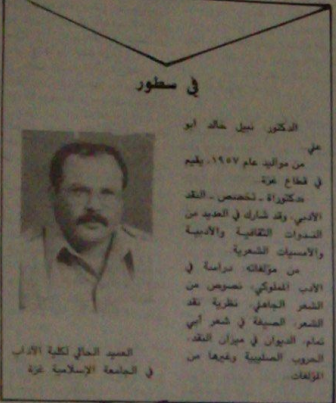 في سطور
الدكتور نبيل خالد أبو
علي
من مواليد عام ١٩٥٧، يقيم
في قطاع غزة
دكتوراة - تخصص - النقد
الأدبي، وقد شارك في العديد من
الندوات الثقافية والأدبية
والأمسيات الشعرية
من مؤلفاته دراسة في
الأدب المملوكي، نصوص من
الشعر الجاهلي، نظرية نقد
الشعر، الصيغة في شعر أبي
تمام، الديوان في ميزان النقد،
الحروب الصليبية وغيرها من
المؤلفات.
العميد الحالي لكلية الآداب
في الجامعة الإسلامية غزة